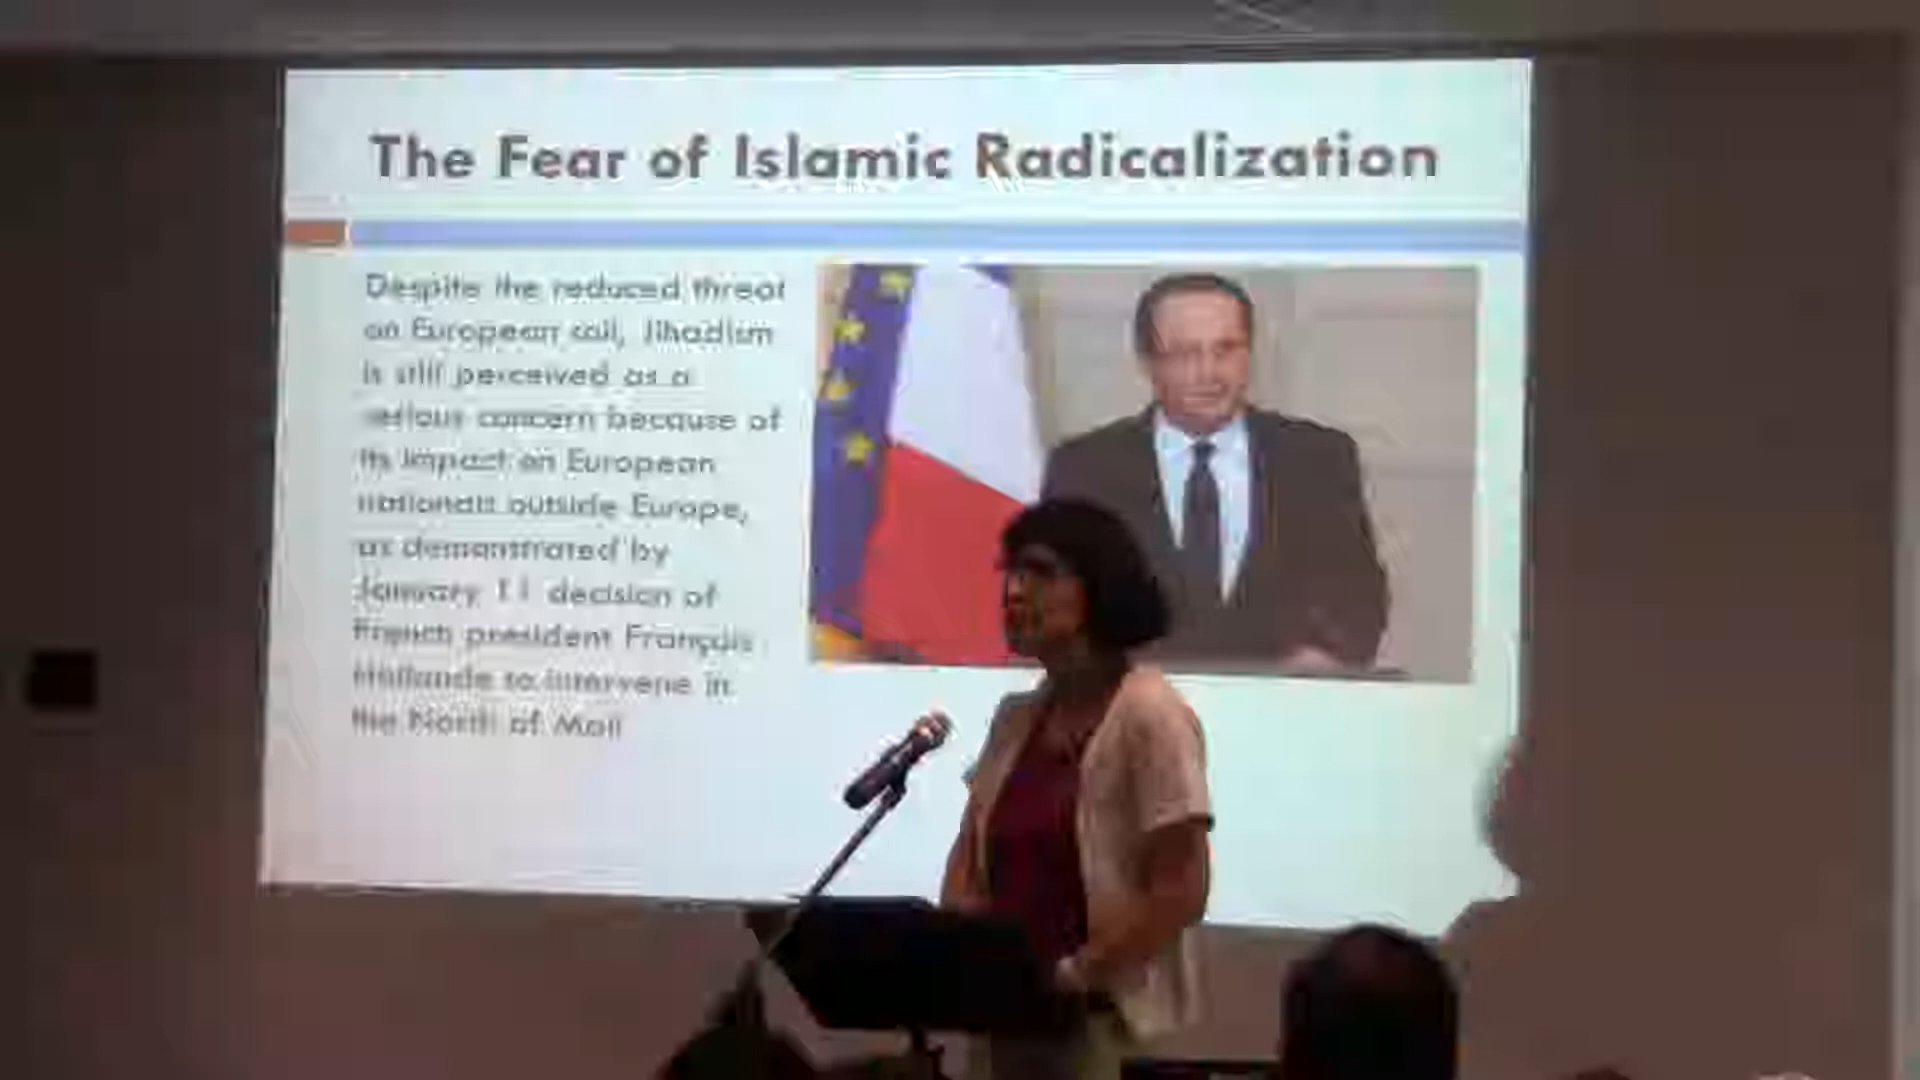 The Fear of Islamic Radicalization
Despite the reduced threat
on European soil, Jihadism
is still perceived as a
serious concern because of
its impact on European
nationals outside Europe,
as demonstrated by
January 11 decision of
French president François
Hollande to intervene in
the North of Mali